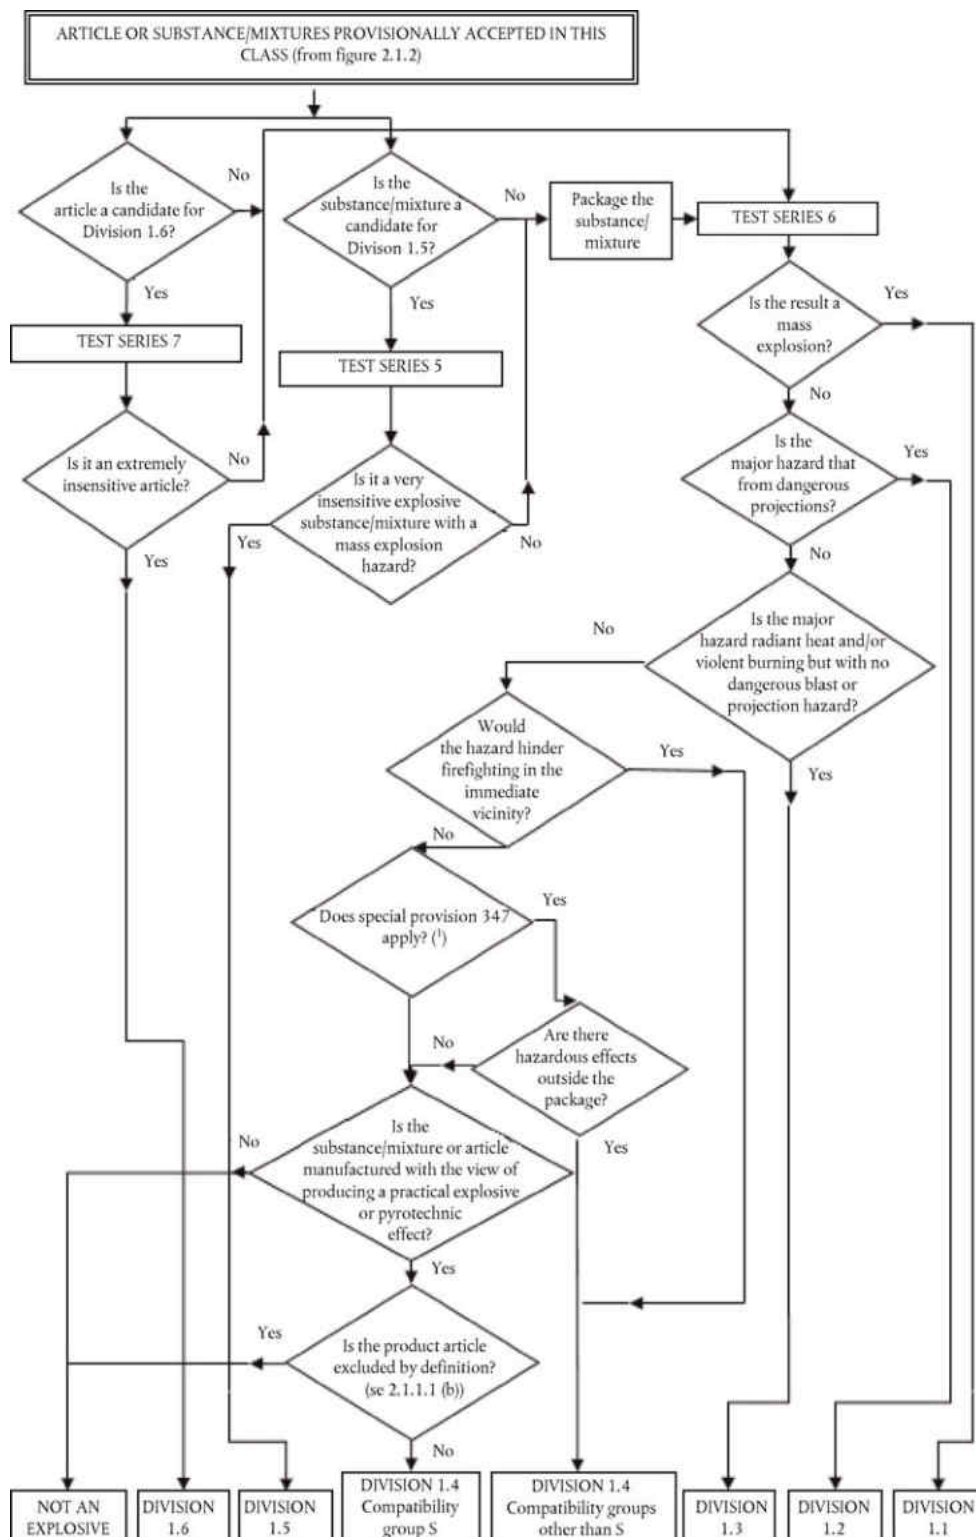 ARTICLE OR SUBSTANCE/MIXTURES PROVISIONALLY ACCEPTED IN THIS
CLASS (from figure 2.1.2)
Is the
article a candidate for
Division 1.6?
No
Yes
Is the
substance/mixture a
candidate for
Divison 1.5?
No
Yes
Package the
substance/
mixture
TEST SERIES 6
TEST SERIES 7
TEST SERIES 5
Is the result a
mass
explosion?
Yes
No
Is it an extremely
insensitive article?
No
Yes
Is it a very
insensitive explosive
substance/mixture with a
mass explosion
hazard?
Yes
No
Is the
major hazard that
from dangerous
projections?
Yes
No
Is the major
hazard radiant heat and/or
violent burning but with no
dangerous blast or
projection hazard?
No
Yes
Would
the hazard hinder
firefighting in the
immediate
vicinity?
Yes
No
Does special provision 347
apply? (¹)
Yes
No
Are there
hazardous effects
outside the
package?
Yes
Is the
substance/mixture or article
manufactured with the view of
producing a practical explosive
or pyrotechnic
effect?
No
Yes
Is the product article
excluded by definition?
(se 2.1.1.1 (b))
Yes
No
NOT AN
EXPLOSIVE
DIVISION
1.6
DIVISION
1.5
DIVISION 1.4
Compatibility
group S
DIVISION 1.4
Compatibility groups
other than S
DIVISION
1.3
DIVISION
1.2
DIVISION
1.1